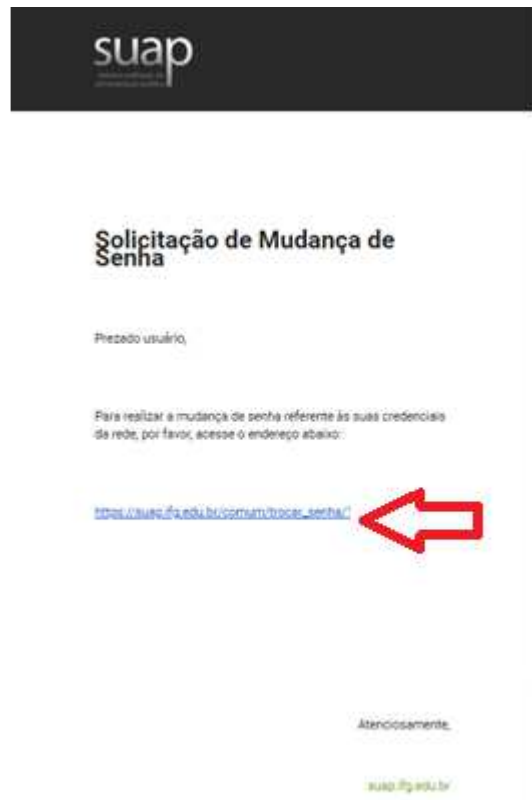 suap
Solicitação de Mudança de
Senha
Prezado usuário,
Para realizar a mudança de senha referente às suas credenciais
da rede, por favor, acesse o endereço abaixo:
https://suap.ifg.edu.br/comum/trocar_senha/
Atenciosamente,
suap.ifg.edu.br